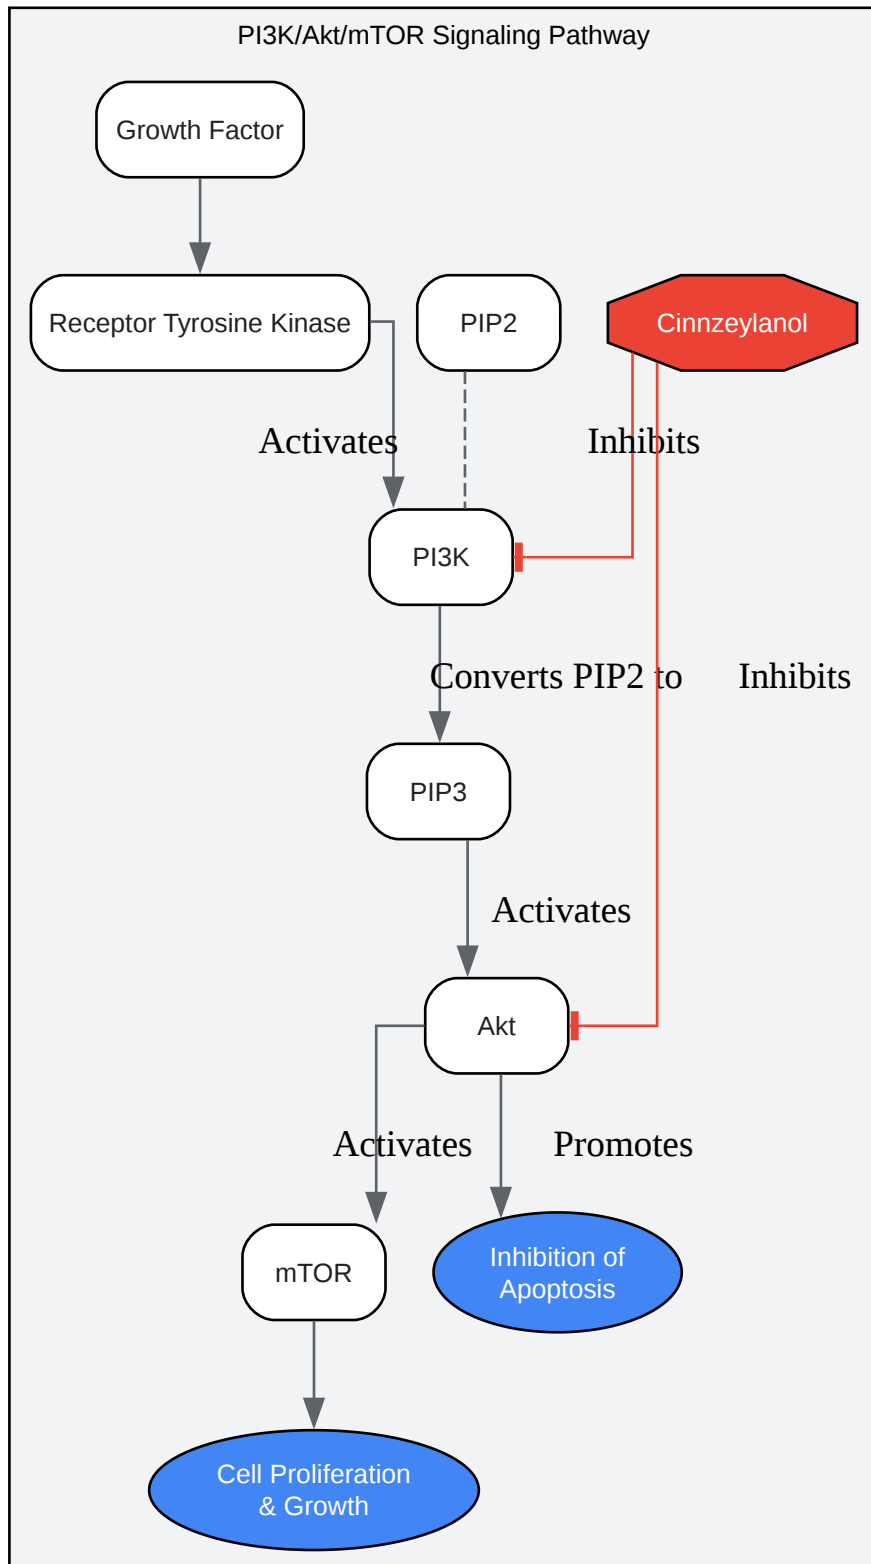 PI3K/Akt/mTOR Signaling Pathway
Growth Factor
Receptor Tyrosine Kinase
PIP2
Cinnzeylanol
Activates
Inhibits
PI3K
Converts PIP2 to
Inhibits
PIP3
Activates
Akt
Activates
Promotes
mTOR
Inhibition of
Apoptosis
Cell Proliferation
& Growth